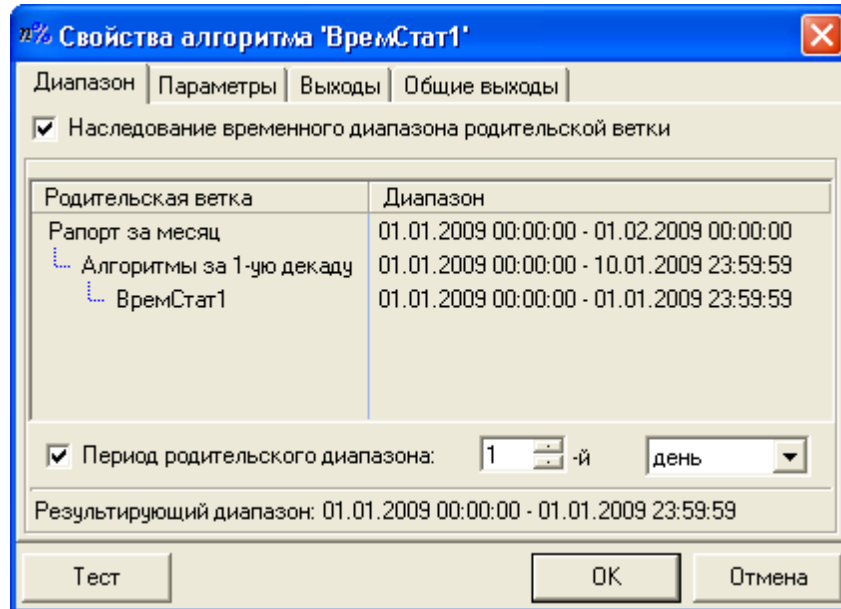 n% Свойства алгоритма 'ВремСтат1'
Диапазон Параметры Выходы Общие выходы
Наследование временного диапазона родительской ветки
Родительская ветка Диапазон
Рапорт за месяц 01.01.2009 00:00:00 - 01.02.2009 00:00:00
Алгоритмы за 1-ую декаду 01.01.2009 00:00:00 - 10.01.2009 23:59:59
ВремСтат1 01.01.2009 00:00:00 - 01.01.2009 23:59:59
Период родительского диапазона: 1 -й день
Результирующий диапазон: 01.01.2009 00:00:00 - 01.01.2009 23:59:59
Тест OK Отмена